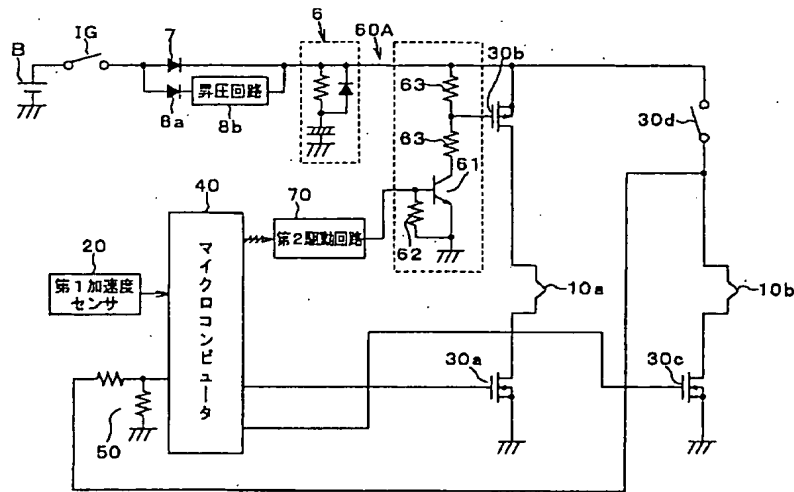 6
60A
IG
B
7
30b
昇圧回路
8a
8b
63
63
30d
61
40
70
第2駆動回路
62
マイクロコンピュータ
20
第1加速度
センサ
10a
10b
30a
30c
50